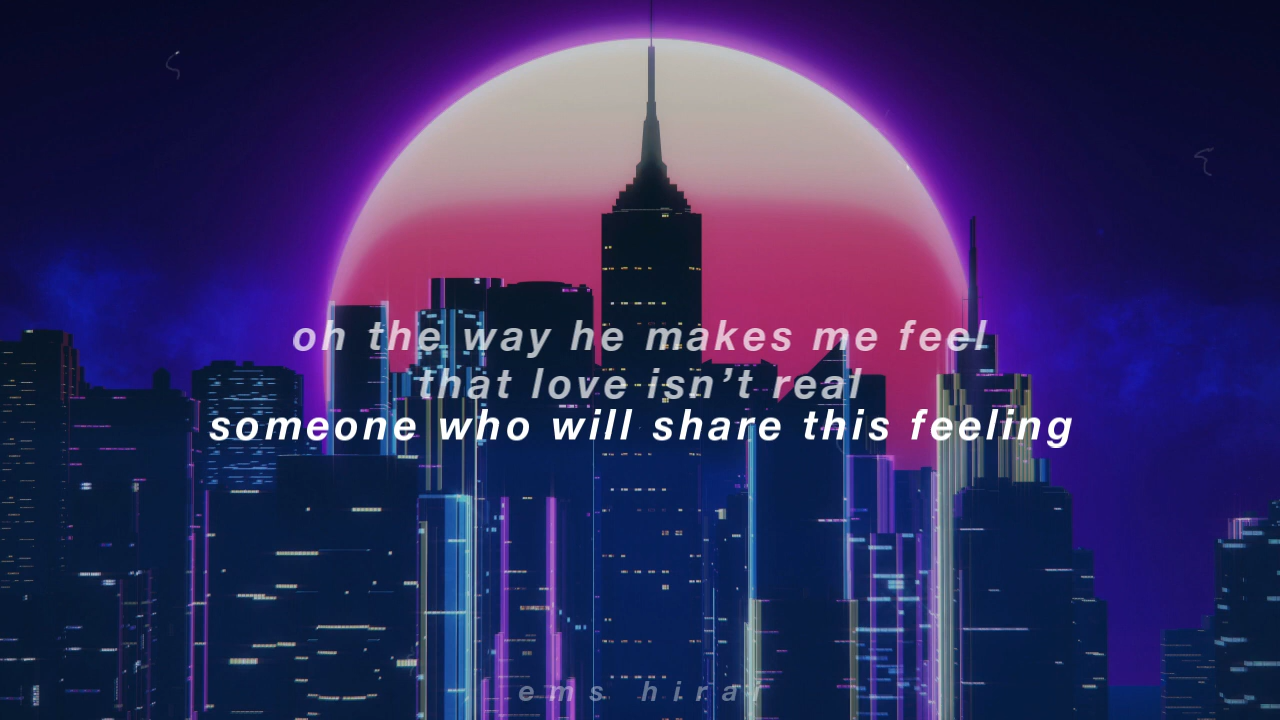 oh the way he makes me feel
that love isn't real
someone who will share this feeling
ems hirai